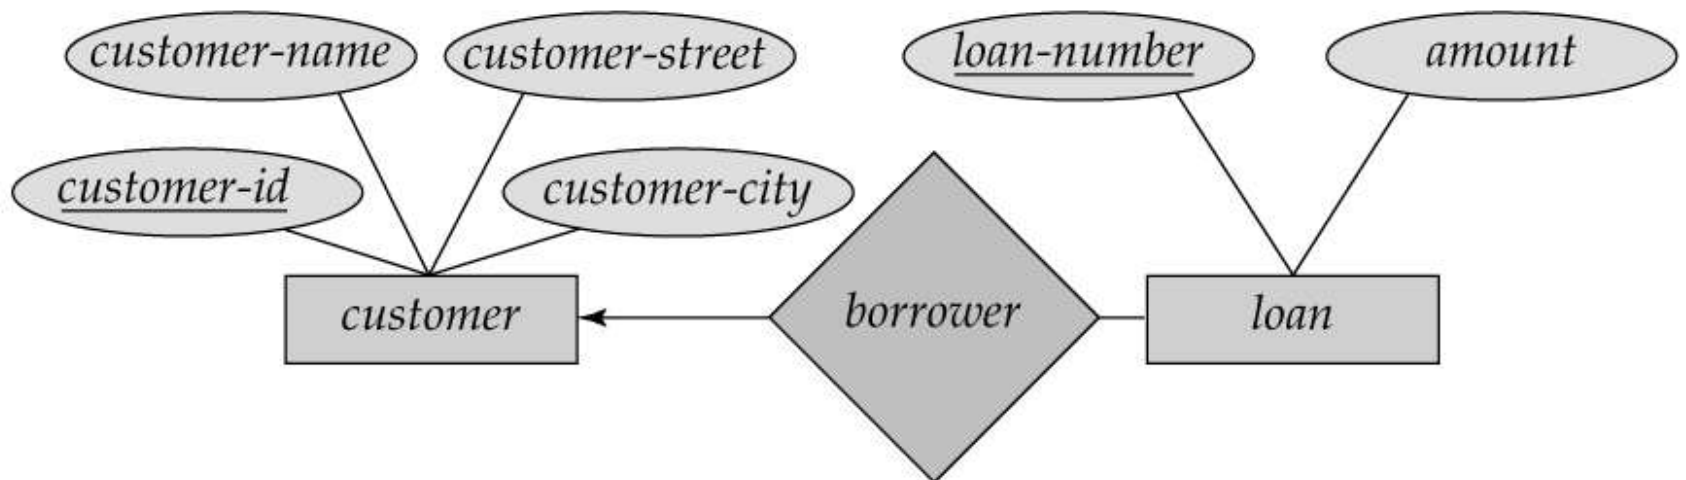 customer-name
customer-street
loan-number
amount
customer-id
customer-city
customer
borrower
loan